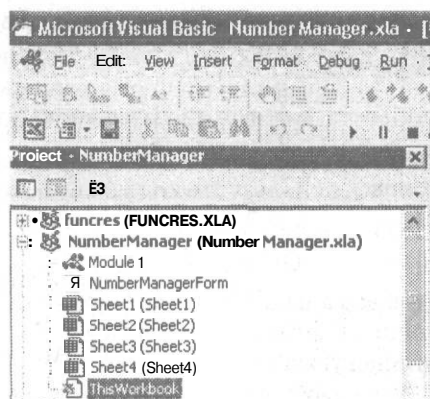 Microsoft Visual Basic Number Manager.xla - [
File Edit: View Insert Format Debug Run
Project - NumberManager
Ё3
funcres (FUNCRES.XLA)
NumberManager (Number Manager.xla)
Module 1
Я NumberManagerForm
Sheet1 (Sheet1)
Sheet2 (Sheet2)
Sheet3 (Sheet3)
Sheet4 (Sheet4)
ThisWorkbook